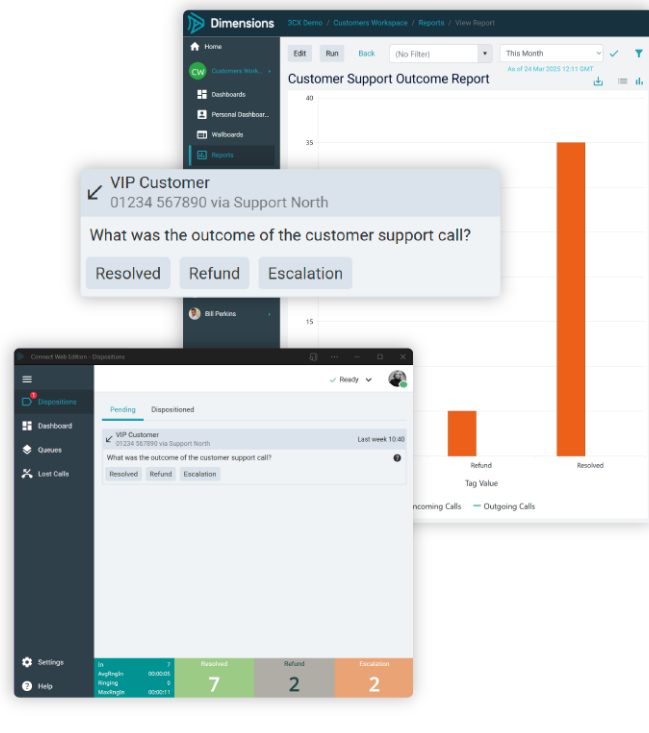 Dimensions
3CX Demo / Customers Workspace / Reports / View Report
Home
Edit
Run
Back
(No Filter)
This Month
As of 24 Mar 2025 12:11 GMT
CW
Customers Work...
Customer Support Outcome Report
Dashboards
Personal Dashboar...
Wallboards
Reports
40
35
VIP Customer
01234 567890 via Support North
What was the outcome of the customer support call?
Resolved
Refund
Escalation
Bill Perkins
15
Refund
Resolved
Tag Value
ncoming Calls
Outgoing Calls
Connect Web Edition - Dispositions
Ready
1
Dispositions
Dashboard
Queues
Lost Calls
Pending
Dispositioned
VIP Customer
01234 567890 via Support North
Last week 10:40
What was the outcome of the customer support call?
Resolved
Refund
Escalation
Settings
Help
In 7
AvgRngIn 00:00:05
Ringing 0
MaxRngIn 00:00:11
Resolved
7
Refund
2
Escalation
2